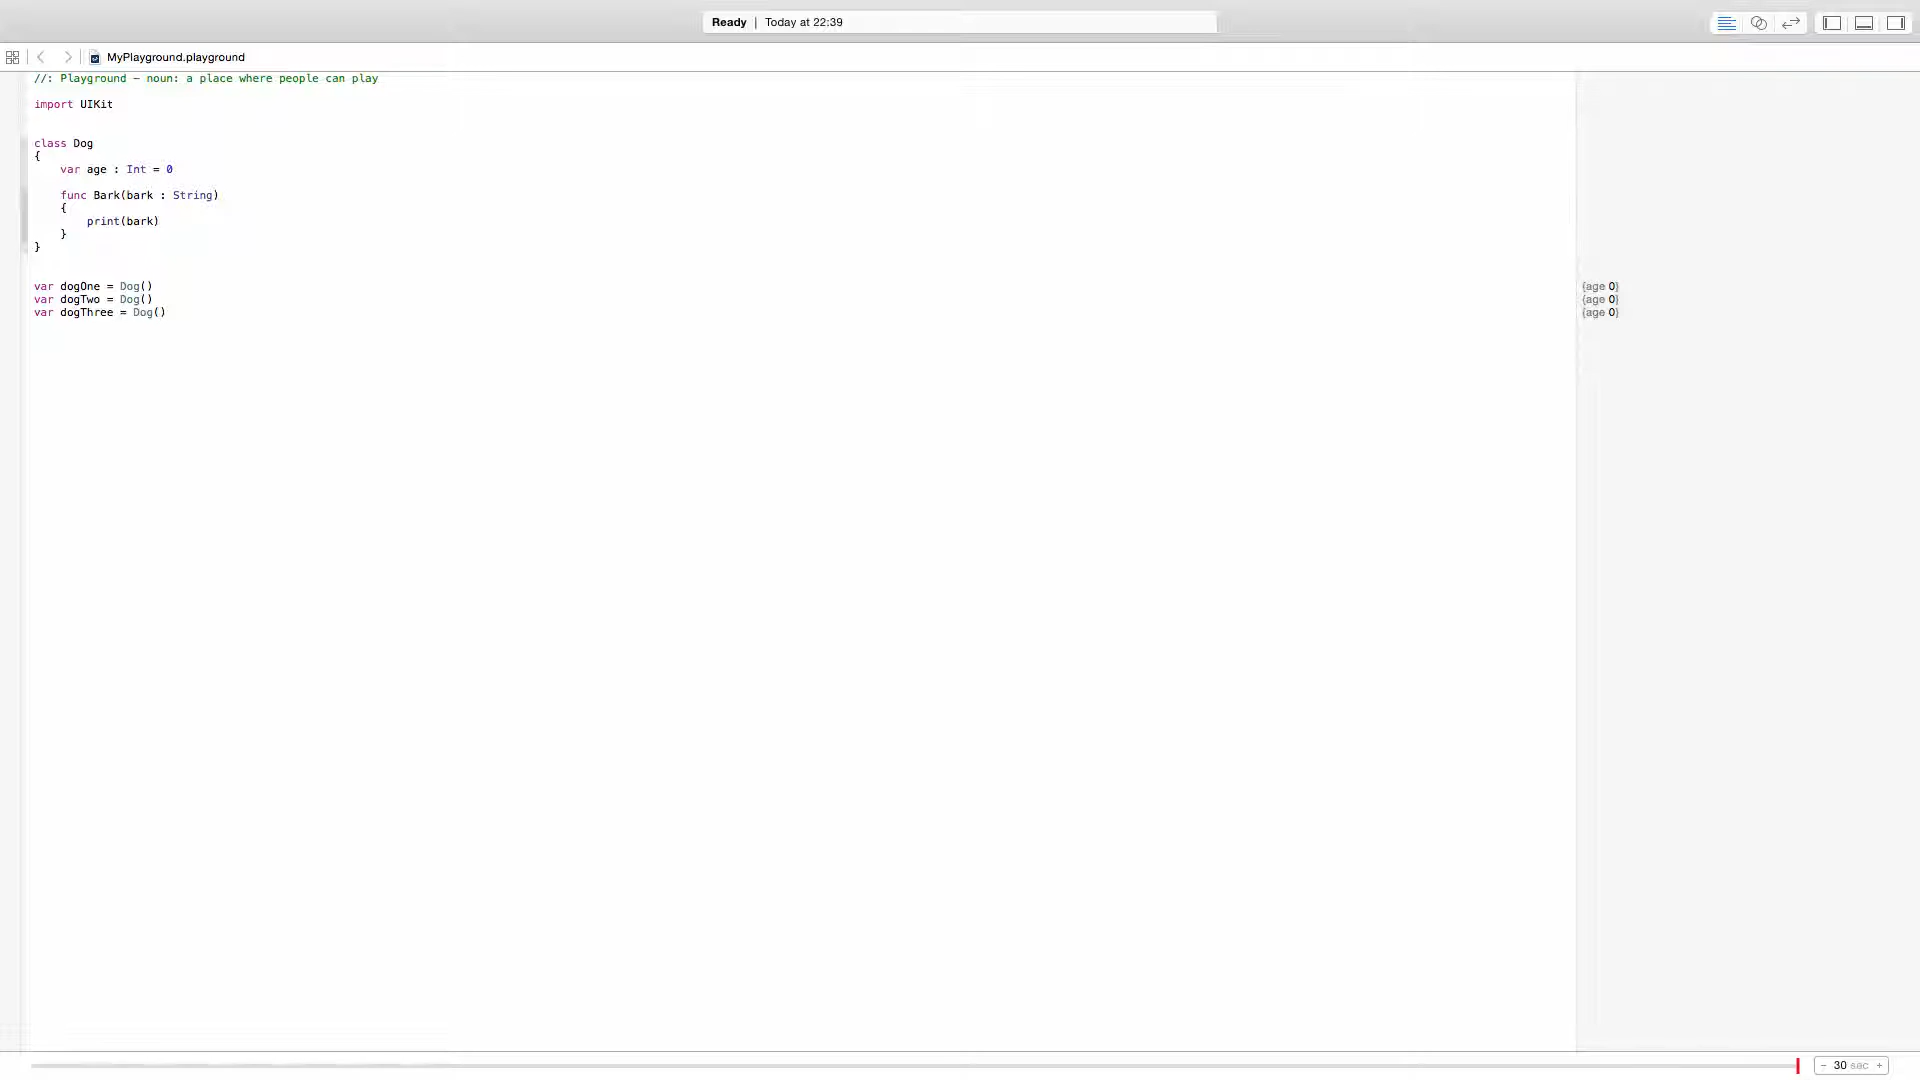 Ready | Today at 22:39
MyPlayground.playground
//: Playground - noun: a place where people can play
import UIKit
class Dog
{
    var age : Int = 0
    func Bark(bark : String)
    {
        print(bark)
    }
}
var dogOne = Dog()
{age 0}
var dogTwo = Dog()
{age 0}
var dogThree = Dog()
{age 0}
- 30 sec +